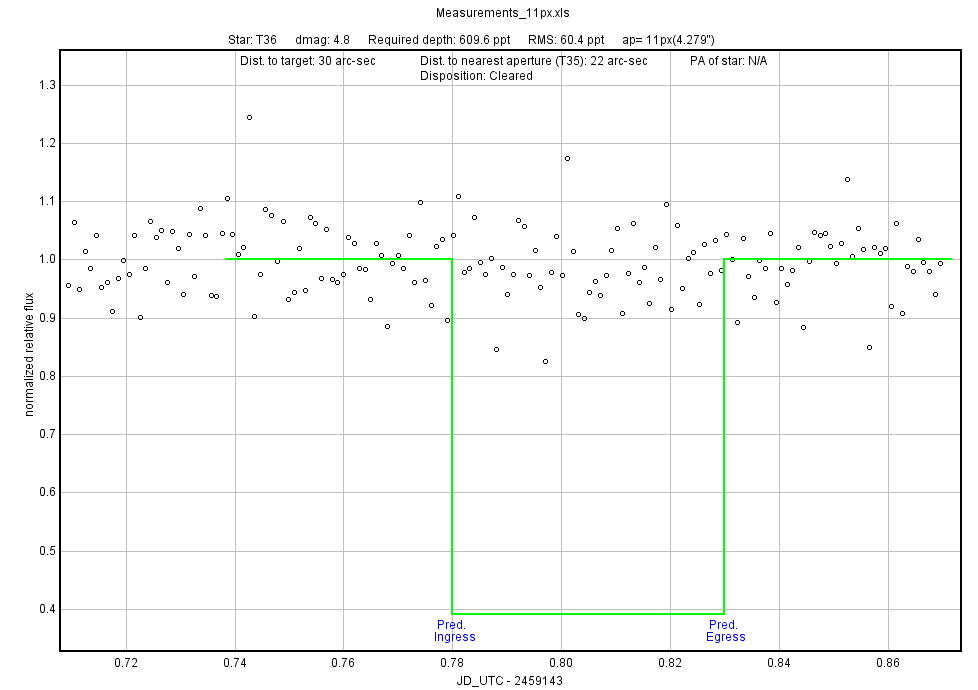 Measurements_11px.xls
Star: T36 dmag: 4.8 Required depth: 609.6 ppt RMS: 60.4 ppt ap= 11px(4.279")
Dist. to target: 30 arc-sec Dist. to nearest aperture (T35): 22 arc-sec PA of star: N/A
Disposition: Cleared
normalized relative flux
1.3
1.2
1.1
1.0
0.9
0.8
0.7
0.6
0.5
0.4
Pred. Pred.
Ingress Egress
0.72 0.74 0.76 0.78 0.80 0.82 0.84 0.86
JD_UTC - 2459143